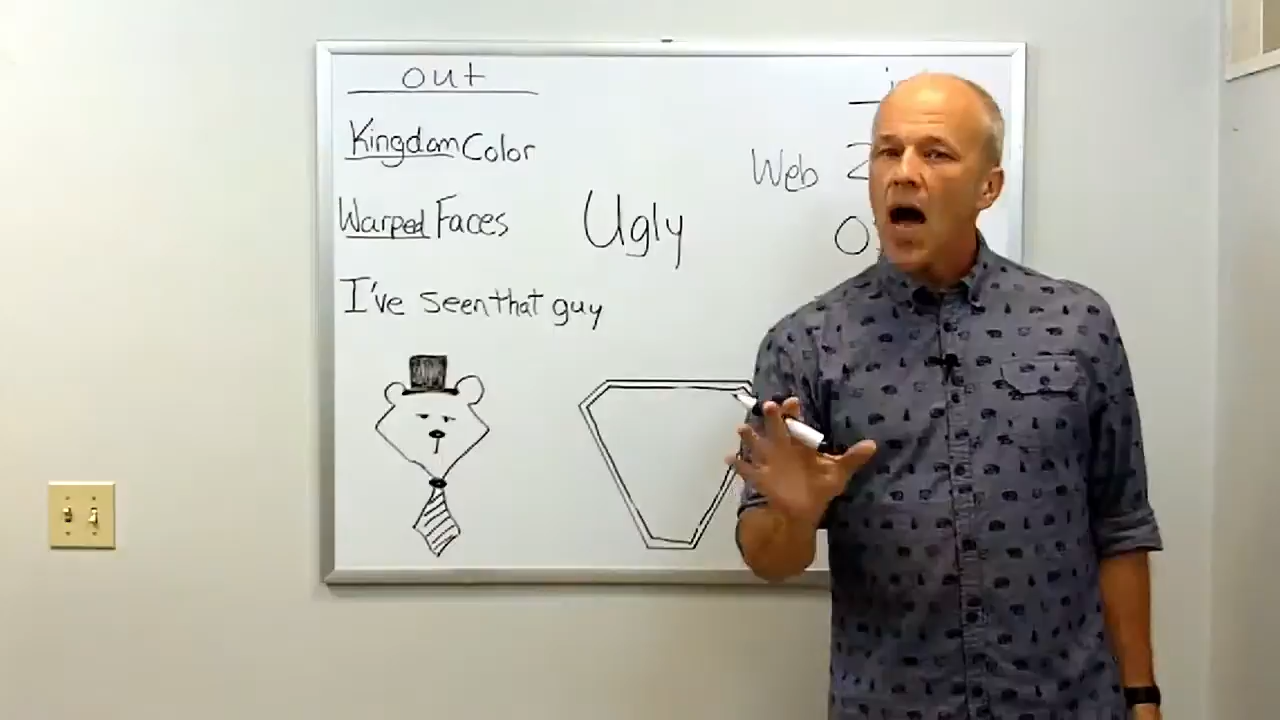 out
Kingdom Color
Web
Warped Faces
Ugly
I've seen that guy